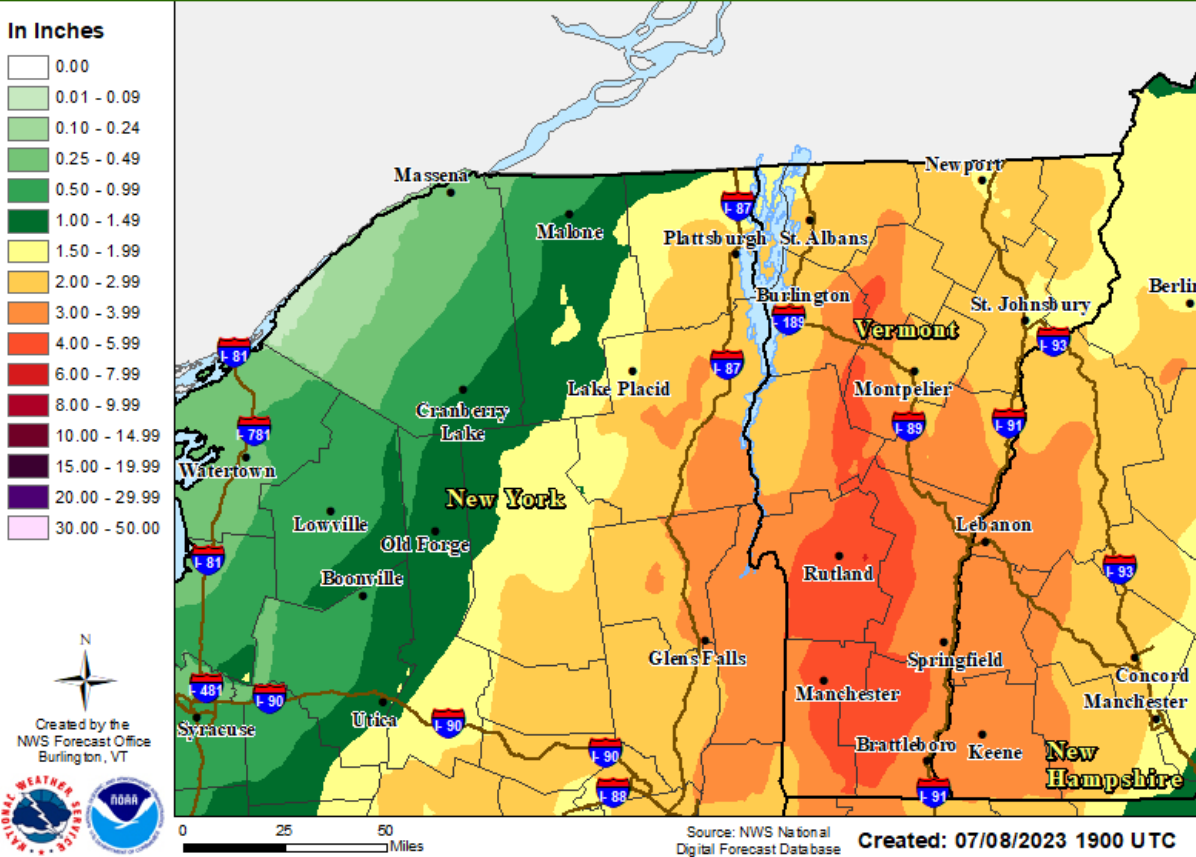 In Inches
0.00
0.01 - 0.09
0.10 - 0.24
0.25 - 0.49
0.50 - 0.99
1.00 - 1.49
1.50 - 1.99
2.00 - 2.99
3.00 - 3.99
4.00 - 5.99
6.00 - 7.99
8.00 - 9.99
10.00 - 14.99
15.00 - 19.99
20.00 - 29.99
30.00 - 50.00
N
Created by the
NWS Forecast Office
Burlington, VT
NATIONAL WEATHER SERVICE
NOAA
Massena
Newport
I-87
Malone
Plattsburgh
St. Albans
Burlington
I-189
St. Johnsbury
Berlin
Vermont
I-81
I-93
I-87
Lake Placid
Montpelier
Cranberry
Lake
I-781
I-89
I-91
Watertown
New York
Lowville
Old Forge
Lebanon
I-81
Boonville
Rutland
I-93
Glens Falls
Springfield
Concord
I-481
I-90
Manchester
Manchester
Syracuse
Utica
I-90
Brattleboro
Keene
I-90
New
Hampshire
I-88
I-91
0 25 50
Miles
Source: NWS National
Digital Forecast Database
Created: 07/08/2023 1900 UTC